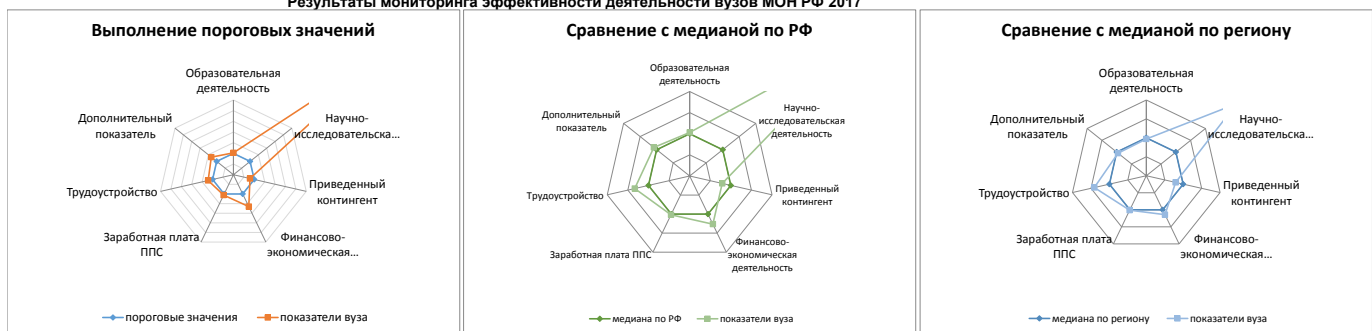 Результаты мониторинга эффективности деятельности вузов МОН РФ 2017
Выполнение пороговых значений
Образовательная
деятельность
Научно-
исследовательска...
Приведенный
контингент
Финансово-
экономическая...
Заработная плата
ППС
Трудоустройство
Дополнительный
показатель
пороговые значения
показатели вуза
Сравнение с медианой по РФ
Образовательная
деятельность
Научно-
исследовательская
деятельность
Приведенный
контингент
Финансово-
экономическая
деятельность
Заработная плата ППС
Трудоустройство
Дополнительный
показатель
медиана по РФ
показатели вуза
Сравнение с медианой по региону
Образовательная
деятельность
Научно-
исследовательска...
Приведенный
контингент
Финансово-
экономическая...
Заработная плата
ППС
Трудоустройство
Дополнительный
показатель
медиана по региону
показатели вуза